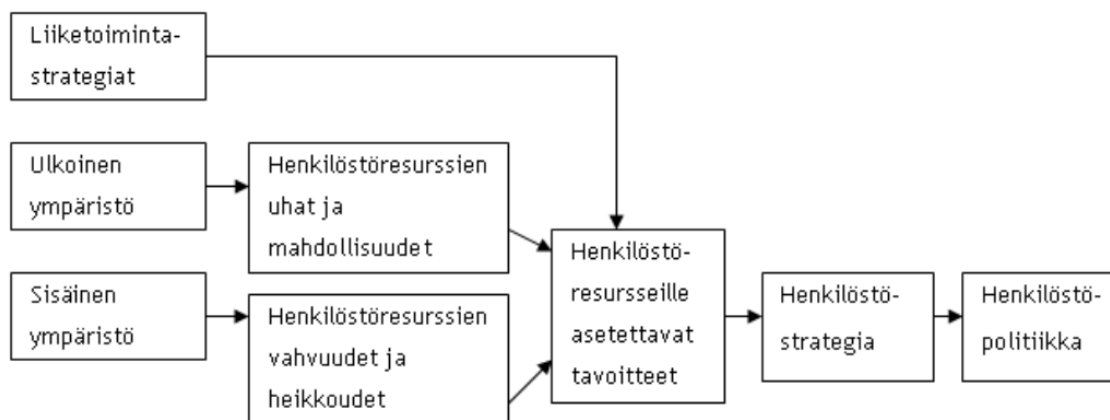 Liiketoiminta-
strategiat
Ulkoinen
ympäristö
Henkilöstöresurssien
uhat ja
mahdollisuudet
Sisäinen
ympäristö
Henkilöstöresurssien
vahvuudet ja
heikkoudet
Henkilöstö-
resursseille
asetettavat
tavoitteet
Henkilöstö-
strategia
Henkilöstö-
politiikka